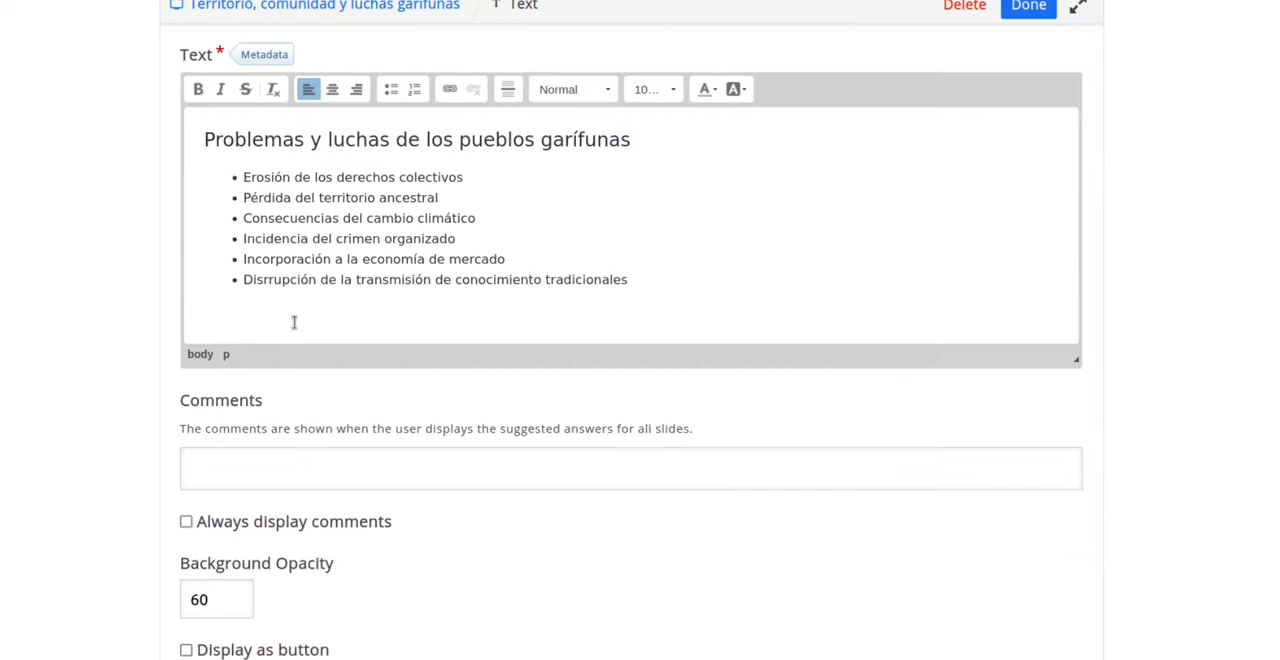 Territorio, comunidad y luchas garífunas T Text Delete Done
Text * Metadata
B I S Tx Normal 10... A A
Problemas y luchas de los pueblos garífunas
• Erosión de los derechos colectivos
• Pérdida del territorio ancestral
• Consecuencias del cambio climático
• Incidencia del crimen organizado
• Incorporación a la economía de mercado
• Disrrupción de la transmisión de conocimiento tradicionales
body p
Comments
The comments are shown when the user displays the suggested answers for all slides.
Always display comments
Background Opacity
60
Display as button